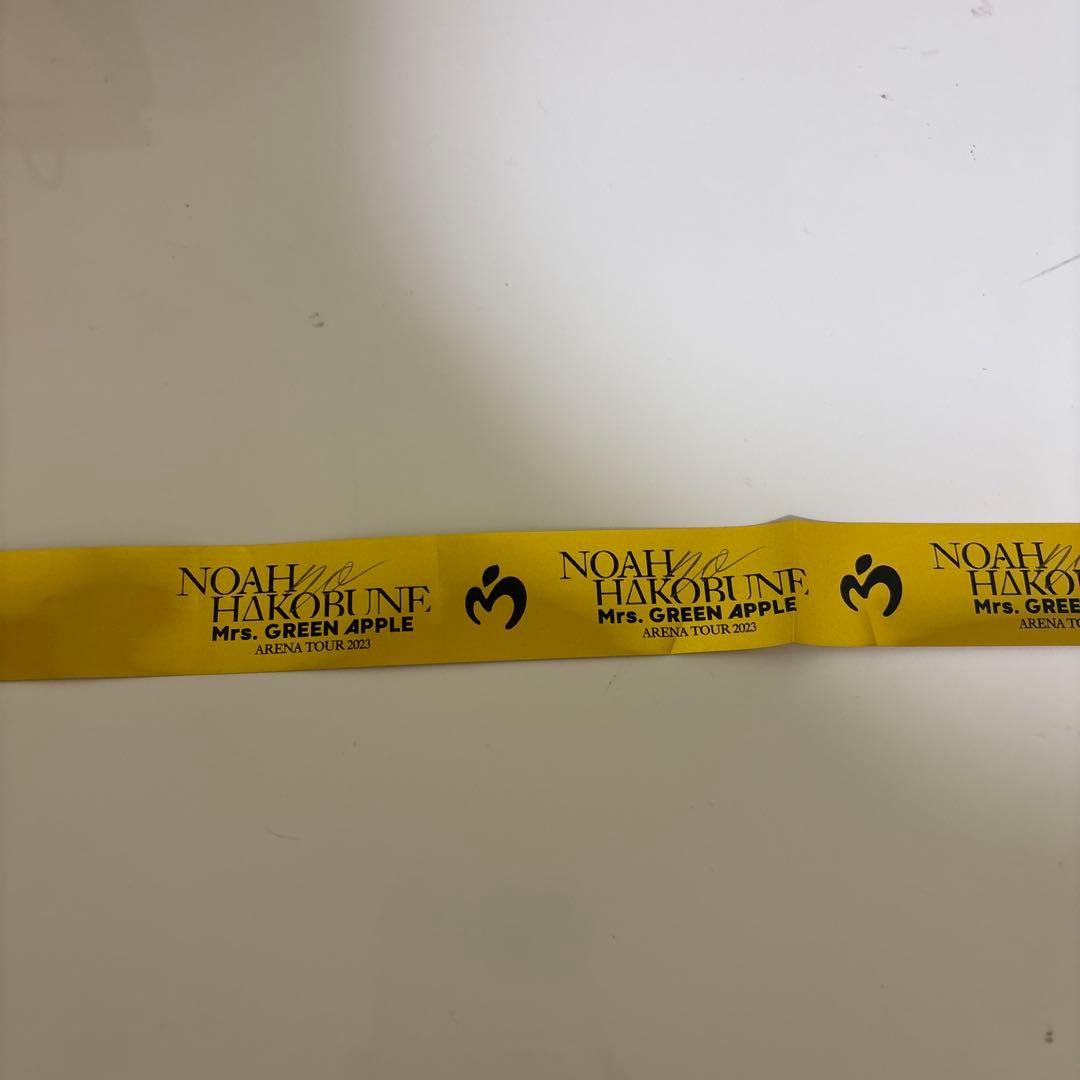 NOAH no
HAKOBUNE
Mrs. GREEN APPLE
ARENA TOUR 2023
NOAH no
HAKOBUNE
Mrs. GREEN APPLE
ARENA TOUR 2023
NOAH
HAKOB
Mrs. GREE
ARENA TO